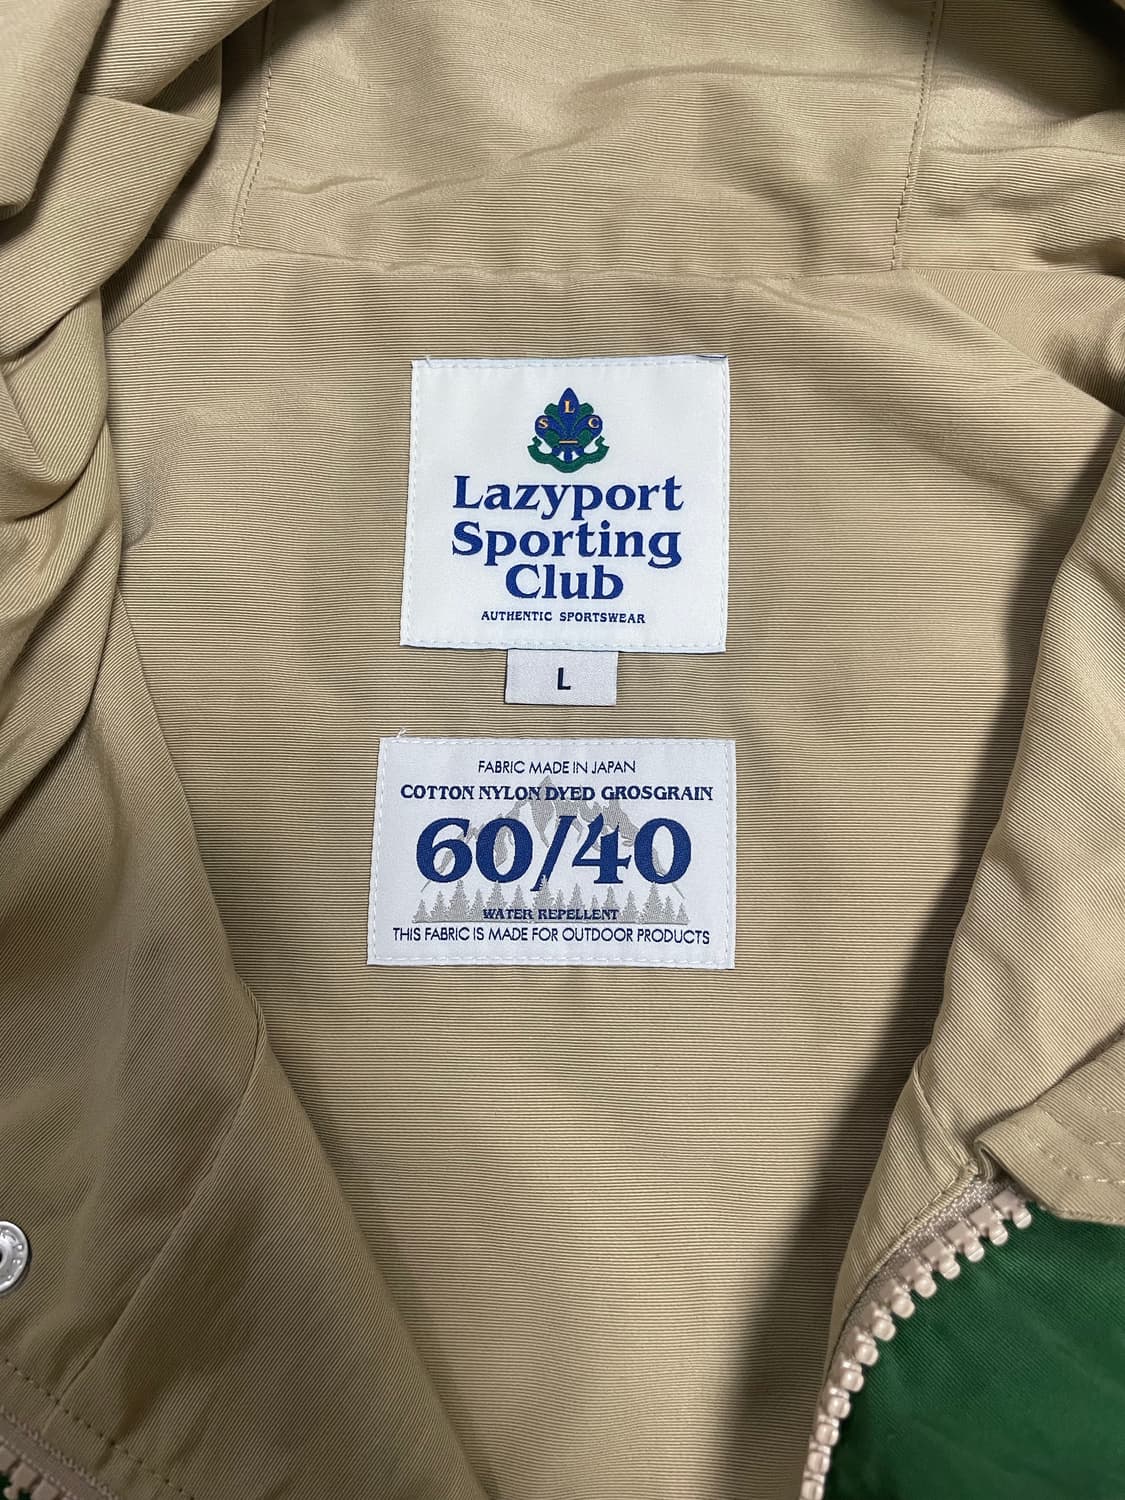 L
S C
Lazyport
Sporting
Club
AUTHENTIC SPORTSWEAR
L
FABRIC MADE IN JAPAN
COTTON NYLON DYED GROSGRAIN
60/40
WATER REPELLENT
THIS FABRIC IS MADE FOR OUTDOOR PRODUCTS